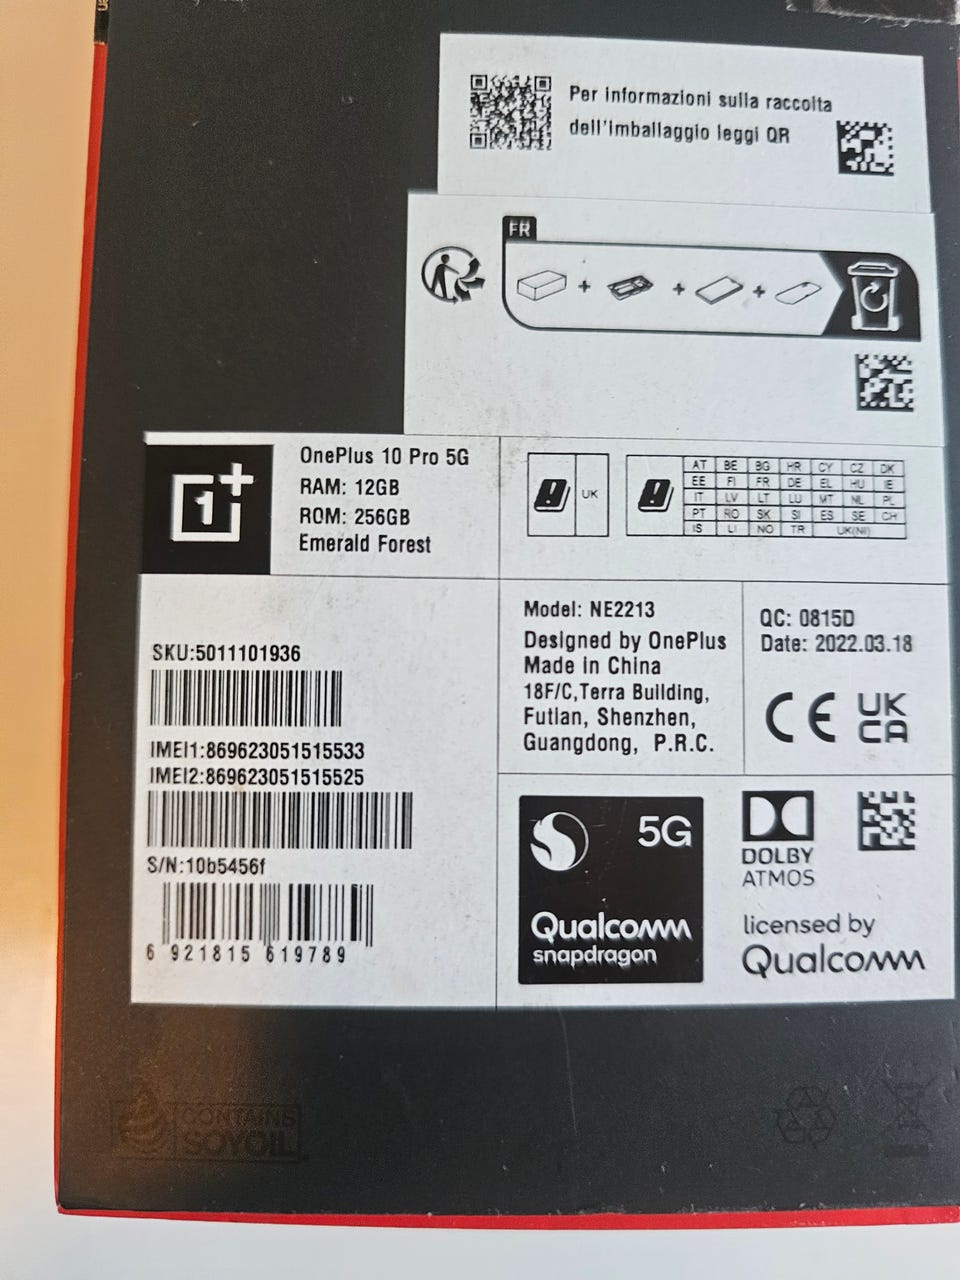 Per informazioni sulla raccolta
dell'imballaggio leggi QR
FR
OnePlus 10 Pro 5G
RAM: 12GB
ROM: 256GB
Emerald Forest
UK
AT BE BG HR CY CZ DK
EE FI FR DE EL HU IE
IT LV LT LU MT NL PL
PT RO SK SI ES SE CH
IS LI NO TR UK(NI)
SKU:5011101936
IMEI1:869623051515533
IMEI2:869623051515525
S/N:10b5456f
6 921815 619789
Model: NE2213
Designed by OnePlus
Made in China
18F/C,Terra Building,
Futian, Shenzhen,
Guangdong, P.R.C.
QC: 0815D
Date: 2022.03.18
CE
UK
CA
5G
Qualcomm
snapdragon
DOLBY
ATMOS
licensed by
Qualcomm
CONTAINS
SOYOIL